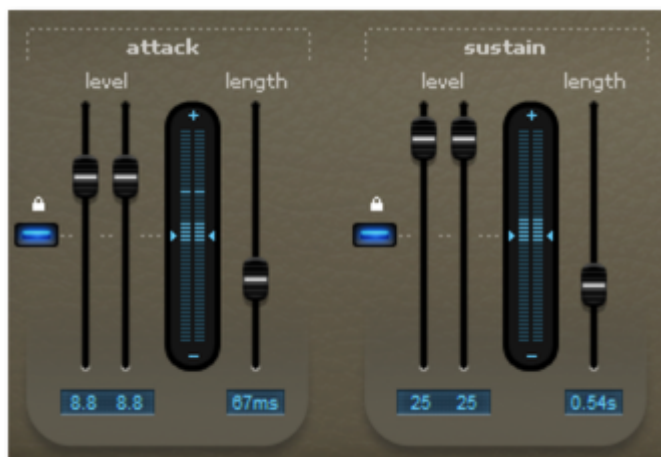 attack
level length
+
-
8.8 8.8 67ms
sustain
level length
+
-
25 25 0.54s